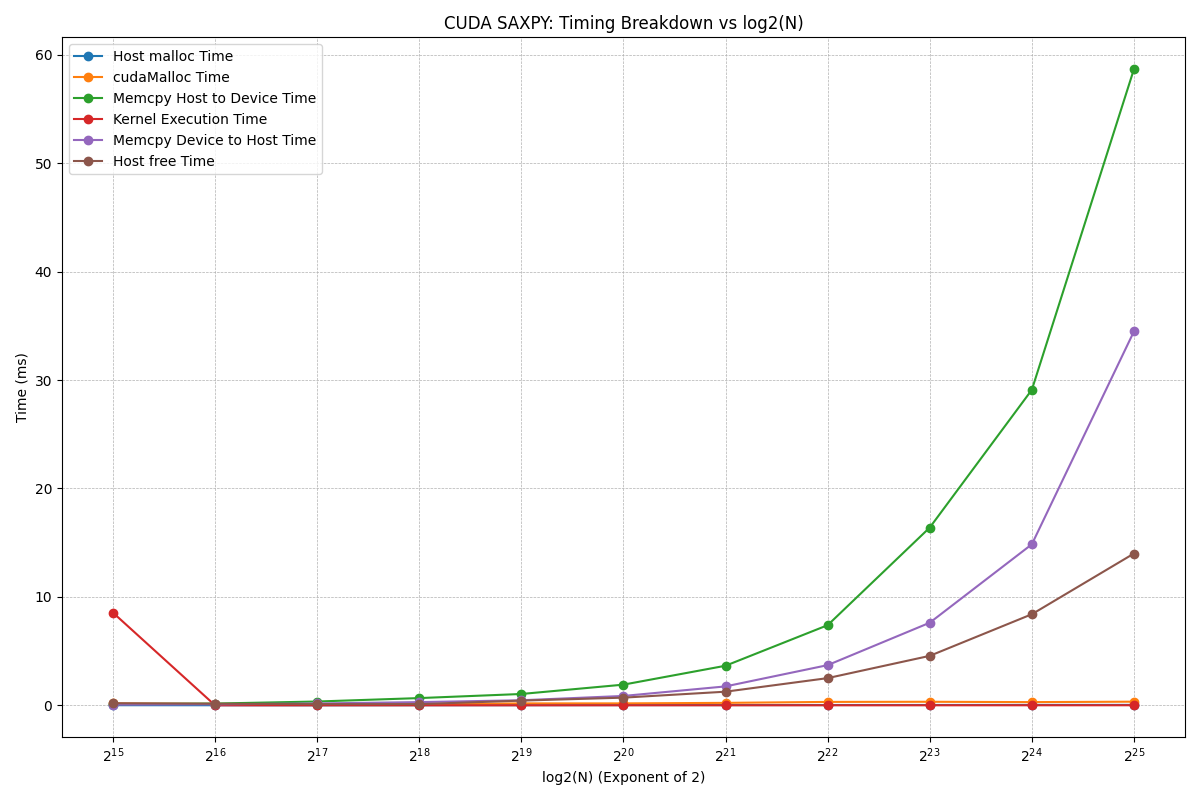 CUDA SAXPY: Timing Breakdown vs log2(N)
Host malloc Time
cudaMalloc Time
Memcpy Host to Device Time
Kernel Execution Time
Memcpy Device to Host Time
Host free Time
Time (ms)
60
50
40
30
20
10
0
2^15 2^16 2^17 2^18 2^19 2^20 2^21 2^22 2^23 2^24 2^25
log2(N) (Exponent of 2)